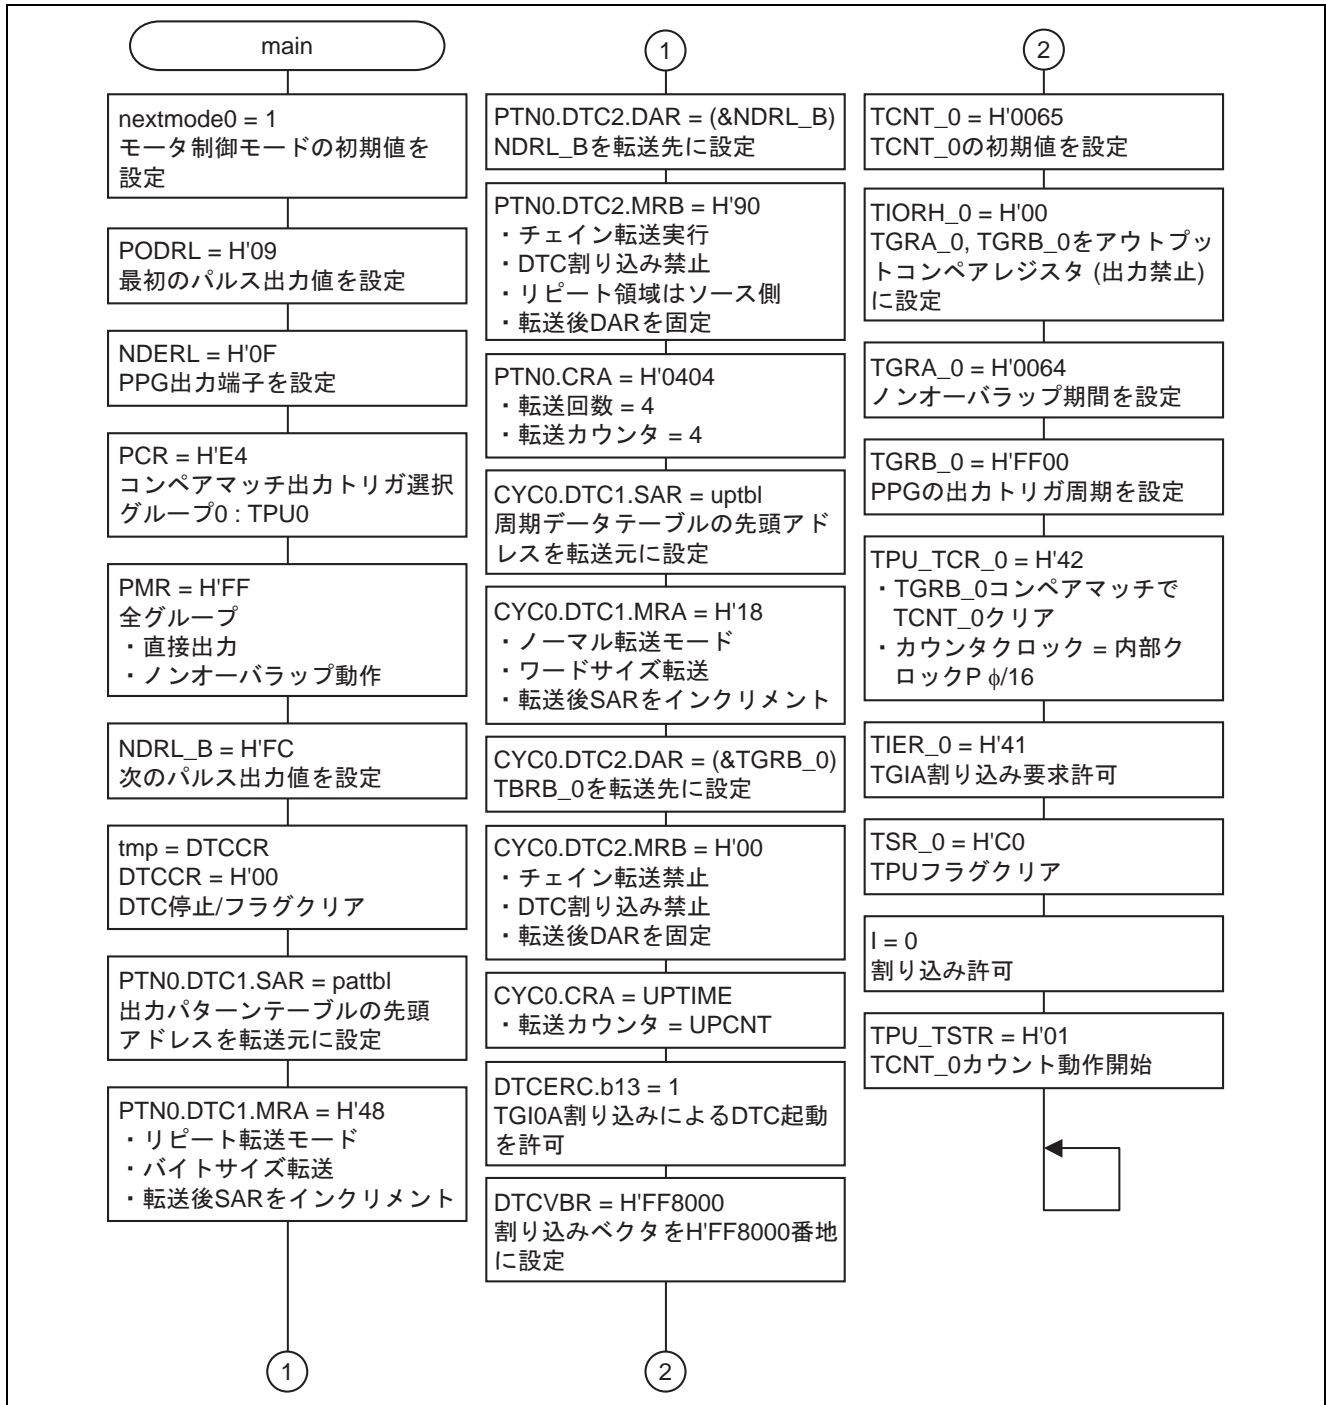 main
nextmode0 = 1
モータ制御モードの初期値を
設定
PODRL = H'09
最初のパルス出力値を設定
NDERL = H'0F
PPG出力端子を設定
PCR = H'E4
コンペアマッチ出力トリガ選択
グループ0 : TPU0
PMR = H'FF
全グループ
・直接出力
・ノンオーバラップ動作
NDRL_B = H'FC
次のパルス出力値を設定
tmp = DTCCR
DTCCR = H'00
DTC停止/フラグクリア
PTN0.DTC1.SAR = pattbl
出力パターンテーブルの先頭
アドレスを転送元に設定
PTN0.DTC1.MRA = H'48
・リピート転送モード
・バイトサイズ転送
・転送後SARをインクリメント
1
1
PTN0.DTC2.DAR = (&NDRL_B)
NDRL_Bを転送先に設定
PTN0.DTC2.MRB = H'90
・チェイン転送実行
・DTC割り込み禁止
・リピート領域はソース側
・転送後DARを固定
PTN0.CRA = H'0404
・転送回数 = 4
・転送カウンタ = 4
CYC0.DTC1.SAR = uptbl
周期データテーブルの先頭アド
レスを転送元に設定
CYC0.DTC1.MRA = H'18
・ノーマル転送モード
・ワードサイズ転送
・転送後SARをインクリメント
CYC0.DTC2.DAR = (&TGRB_0)
TBRB_0を転送先に設定
CYC0.DTC2.MRB = H'00
・チェイン転送禁止
・DTC割り込み禁止
・転送後DARを固定
CYC0.CRA = UPTIME
・転送カウンタ = UPCNT
DTCERC.b13 = 1
TGI0A割り込みによるDTC起動
を許可
DTCVBR = H'FF8000
割り込みベクタをH'FF8000番地
に設定
2
2
TCNT_0 = H'0065
TCNT_0の初期値を設定
TIORH_0 = H'00
TGRA_0, TGRB_0をアウトプッ
トコンペアレジスタ (出力禁止)
に設定
TGRA_0 = H'0064
ノンオーバラップ期間を設定
TGRB_0 = H'FF00
PPGの出力トリガ周期を設定
TPU_TCR_0 = H'42
・TGRB_0コンペアマッチで
TCNT_0クリア
・カウンタクロック = 内部ク
ロックP φ/16
TIER_0 = H'41
TGIA割り込み要求許可
TSR_0 = H'C0
TPUフラグクリア
I = 0
割り込み許可
TPU_TSTR = H'01
TCNT_0カウント動作開始